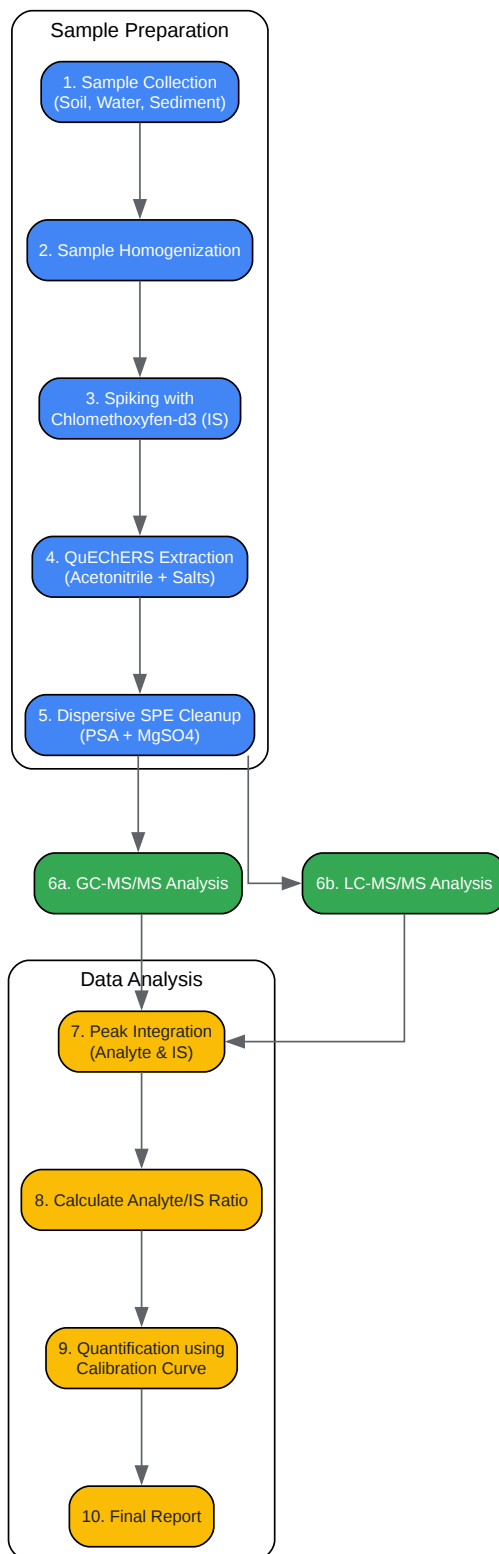 Sample Preparation
1. Sample Collection
(Soil, Water, Sediment)
2. Sample Homogenization
3. Spiking with
Chlomethoxyfen-d3 (IS)
4. QuEChERS Extraction
(Acetonitrile + Salts)
5. Dispersive SPE Cleanup
(PSA + MgSO4)
6a. GC-MS/MS Analysis
6b. LC-MS/MS Analysis
Data Analysis
7. Peak Integration
(Analyte & IS)
8. Calculate Analyte/IS Ratio
9. Quantification using
Calibration Curve
10. Final Report